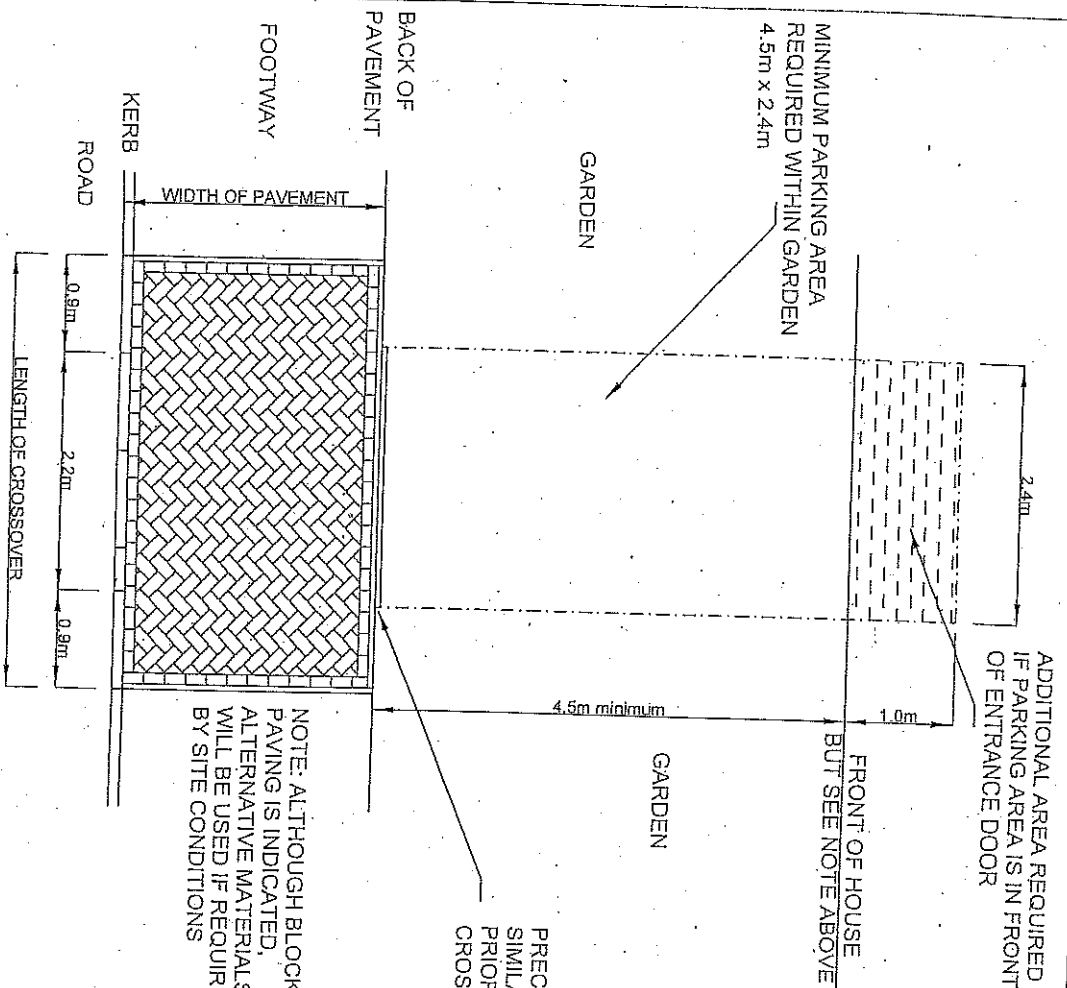 ADDITIONAL AREA REQUIRED
IF PARKING AREA IS IN FRONT
OF ENTRANCE DOOR
2.4m
1.0m
FRONT OF HOUSE
BUT SEE NOTE ABOVE
MINIMUM PARKING AREA
REQUIRED WITHIN GARDEN
4.5m x 2.4m
GARDEN
GARDEN
4.5m minimum
BACK OF
PAVEMENT
FOOTWAY
WIDTH OF PAVEMENT
KERB
ROAD
0.9m
2.2m
0.9m
LENGTH OF CROSSOVER
PREC
SIMILA
PRIOR
CROS
NOTE: ALTHOUGH BLOCK
PAVING IS INDICATED,
ALTERNATIVE MATERIALS
WILL BE USED IF REQUIR
BY SITE CONDITIONS